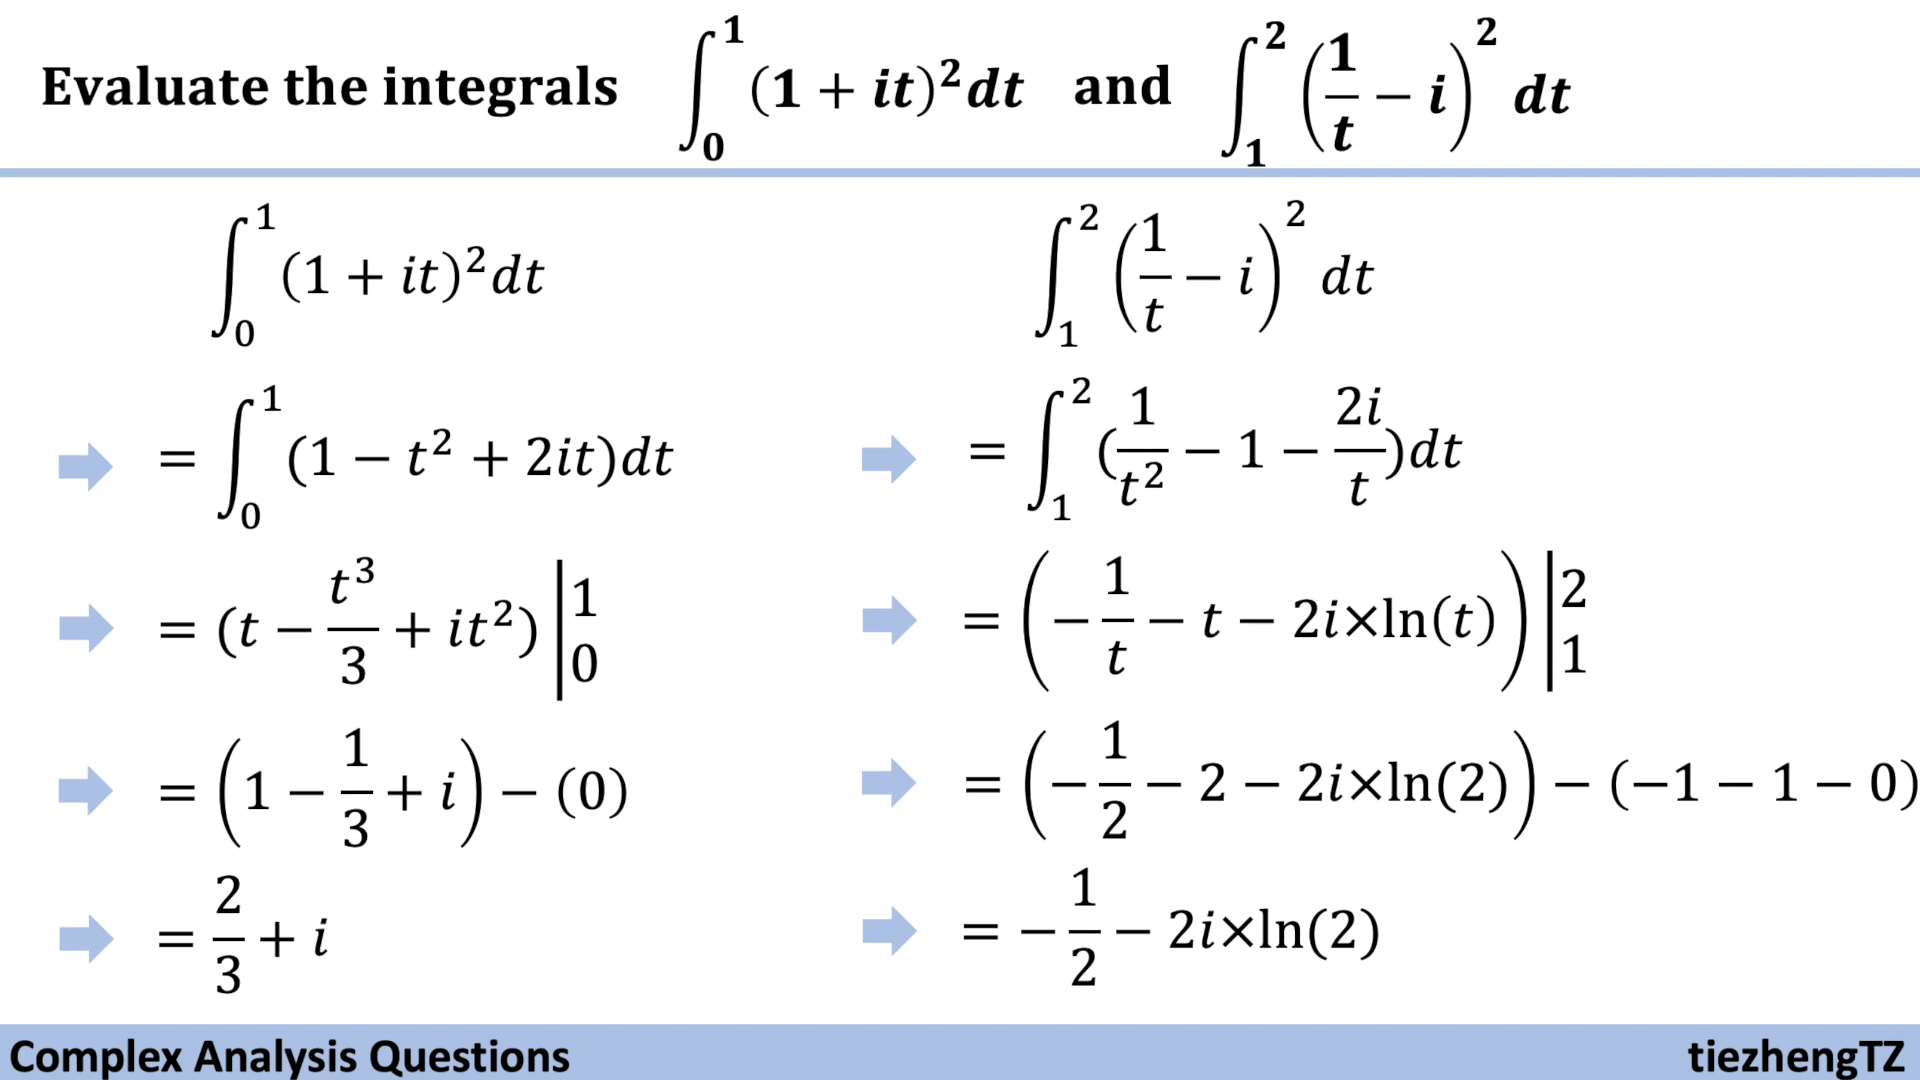 Evaluate the integrals ∫₀¹ (1 + it)² dt and ∫₁² (1/t − i)² dt
∫₀¹ (1 + it)² dt
= ∫₀¹ (1 − t² + 2it)dt
= (t − t³/3 + it²) |₀¹
= (1 − 1/3 + i) − (0)
= 2/3 + i
∫₁² (1/t − i)² dt
= ∫₁² (1/t² − 1 − 2i/t)dt
= (−1/t − t − 2i×ln(t)) |₁²
= (−1/2 − 2 − 2i×ln(2)) − (−1 − 1 − 0)
= −1/2 − 2i×ln(2)
Complex Analysis Questions
tiezhengTZ